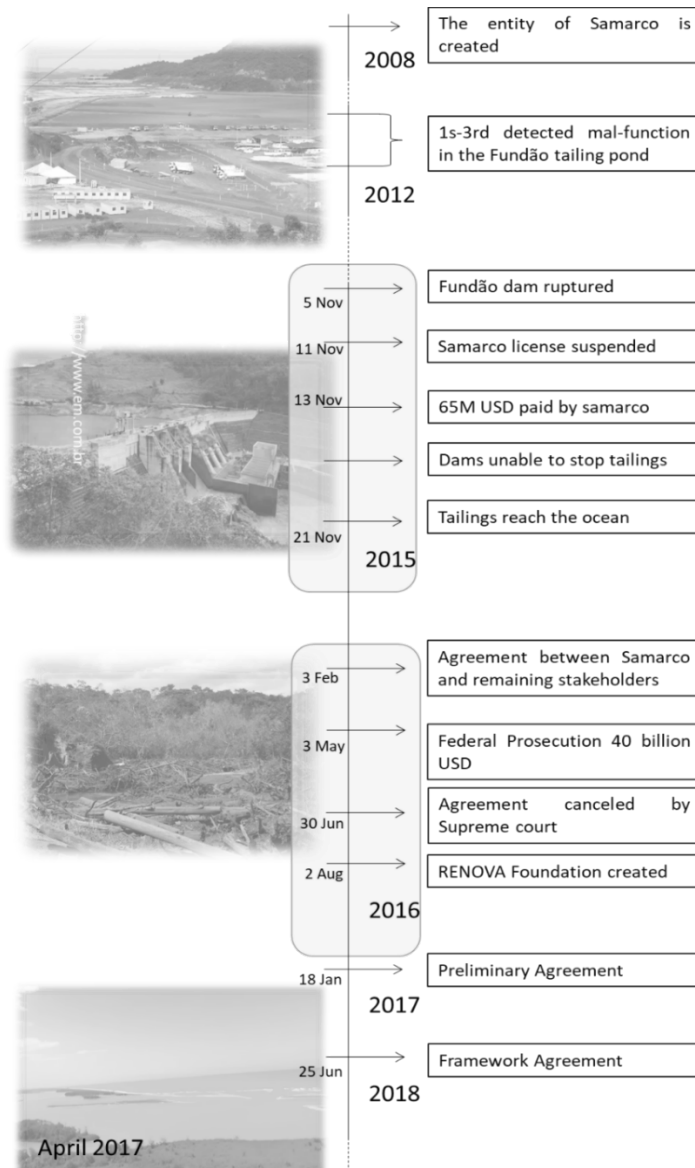 The entity of Samarco is
created
2008
1s-3rd detected mal-function
in the Fundão tailing pond
2012
Fundão dam ruptured
5 Nov
Samarco license suspended
11 Nov
http://www.em.com.br
13 Nov
65M USD paid by samarco
Dams unable to stop tailings
Tailings reach the ocean
21 Nov
2015
Agreement between Samarco
and remaining stakeholders
3 Feb
Federal Prosecution 40 billion
USD
3 May
Agreement canceled by
Supreme court
30 Jun
RENOVA Foundation created
2 Aug
2016
Preliminary Agreement
18 Jan
2017
Framework Agreement
25 Jun
2018
April 2017